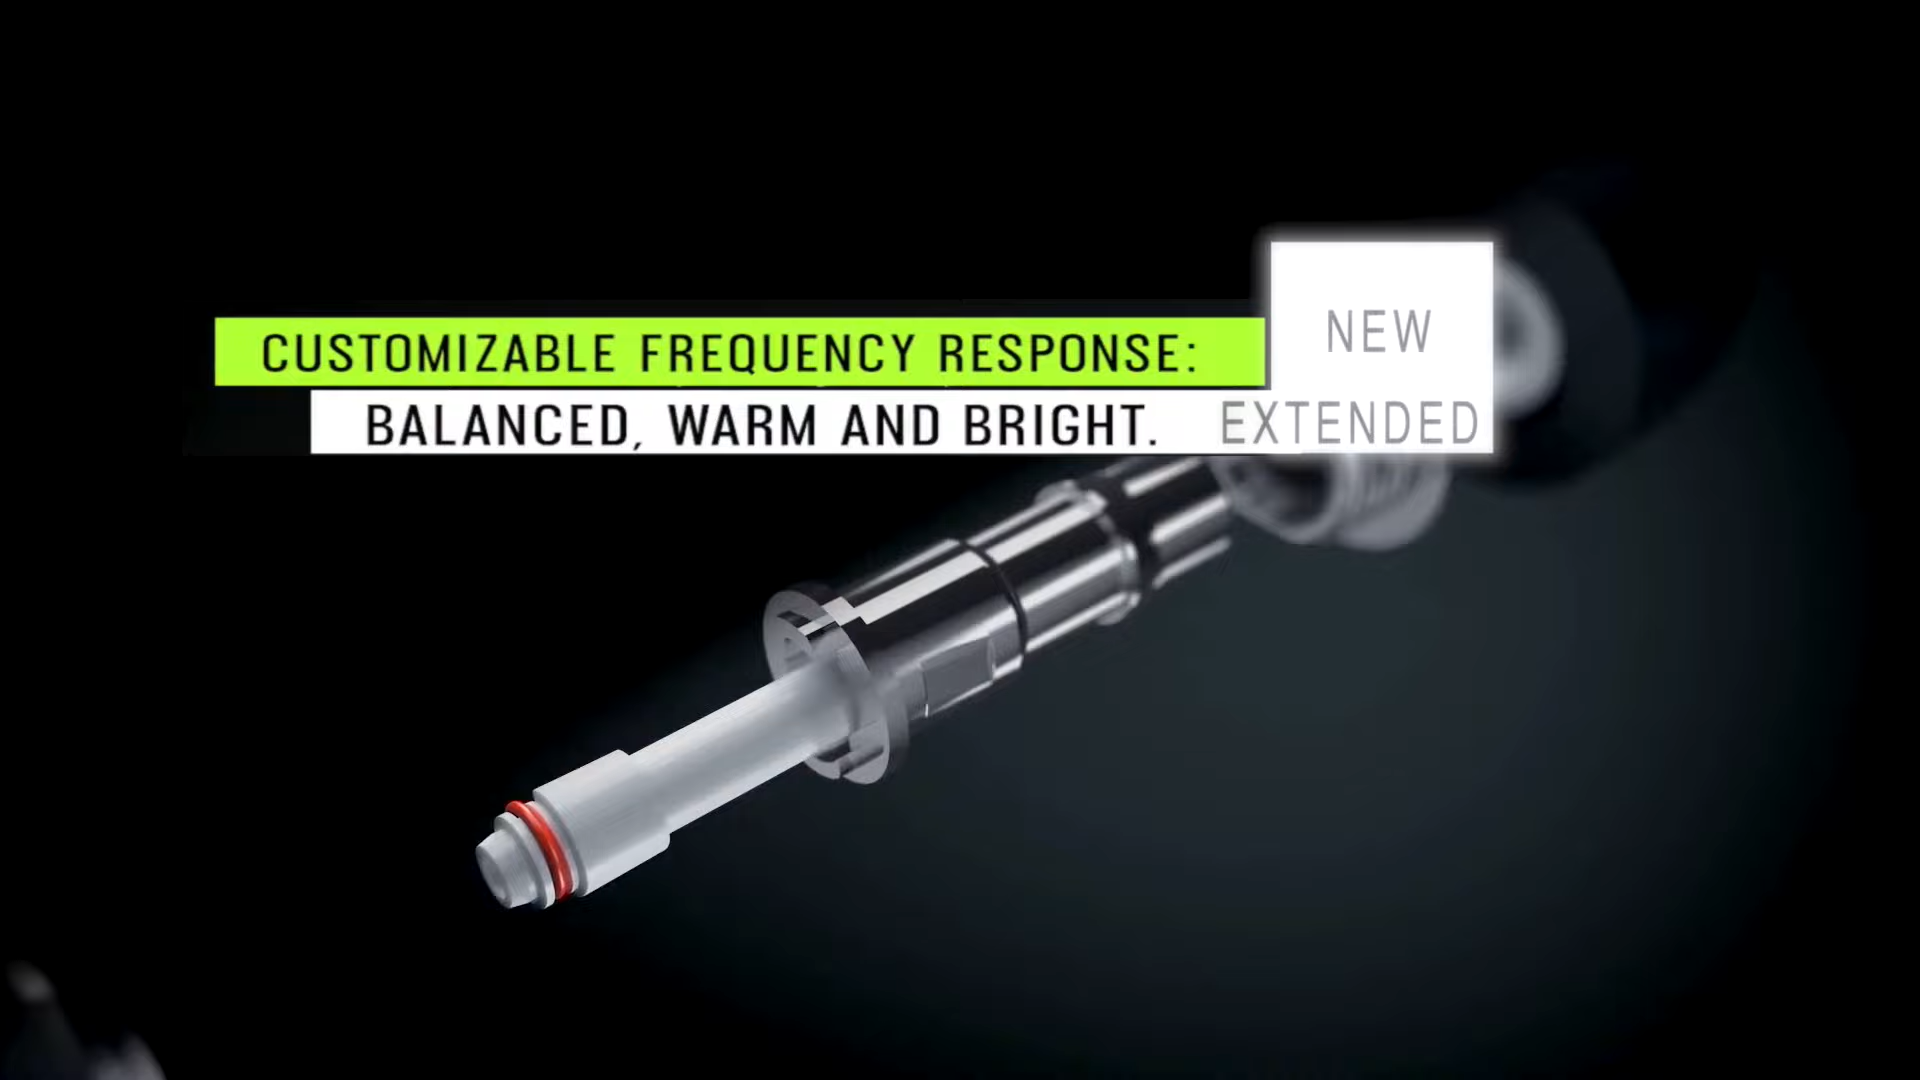 CUSTOMIZABLE FREQUENCY RESPONSE:
BALANCED, WARM AND BRIGHT.
NEW
EXTENDED